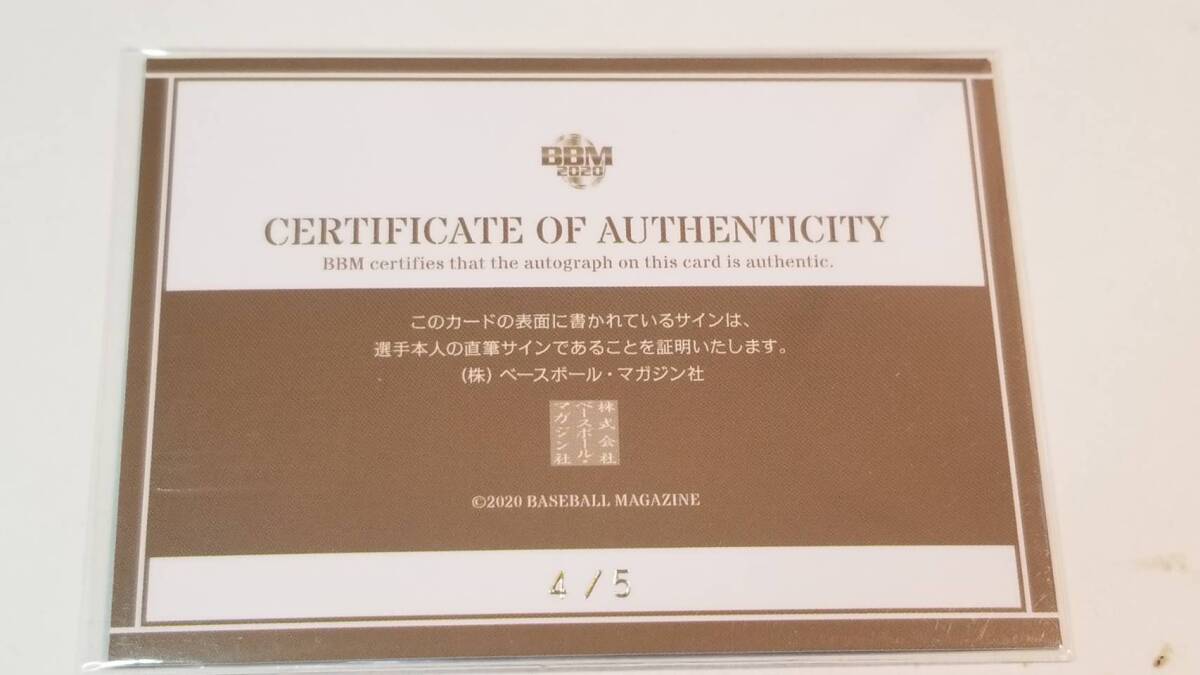 BBM
2020
CERTIFICATE OF AUTHENTICITY
BBM certifies that the autograph on this card is authentic.
このカードの表面に書かれているサインは、
選手本人の直筆サインであることを証明いたします。
(株) ベースボール・マガジン社
株式会社
ベースボール・
マガジン社
©2020 BASEBALL MAGAZINE
4/5